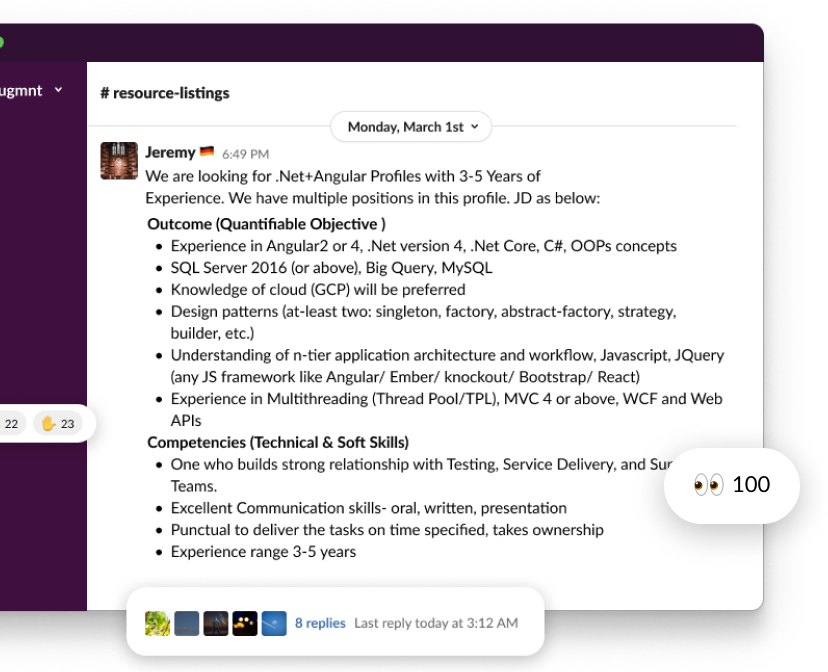 ugmnt
# resource-listings
Monday, March 1st
Jeremy 6:49 PM
We are looking for .Net+Angular Profiles with 3-5 Years of
Experience. We have multiple positions in this profile. JD as below:
Outcome (Quantifiable Objective )
• Experience in Angular2 or 4, .Net version 4, .Net Core, C#, OOPs concepts
• SQL Server 2016 (or above), Big Query, MySQL
• Knowledge of cloud (GCP) will be preferred
• Design patterns (at-least two: singleton, factory, abstract-factory, strategy,
builder, etc.)
• Understanding of n-tier application architecture and workflow, Javascript, JQuery
(any JS framework like Angular/ Ember/ knockout/ Bootstrap/ React)
• Experience in Multithreading (Thread Pool/TPL), MVC 4 or above, WCF and Web
APIs
22 ✋ 23
Competencies (Technical & Soft Skills)
• One who builds strong relationship with Testing, Service Delivery, and
Teams.
👀 100
• Excellent Communication skills- oral, written, presentation
• Punctual to deliver the tasks on time specified, takes ownership
• Experience range 3-5 years
8 replies Last reply today at 3:12 AM